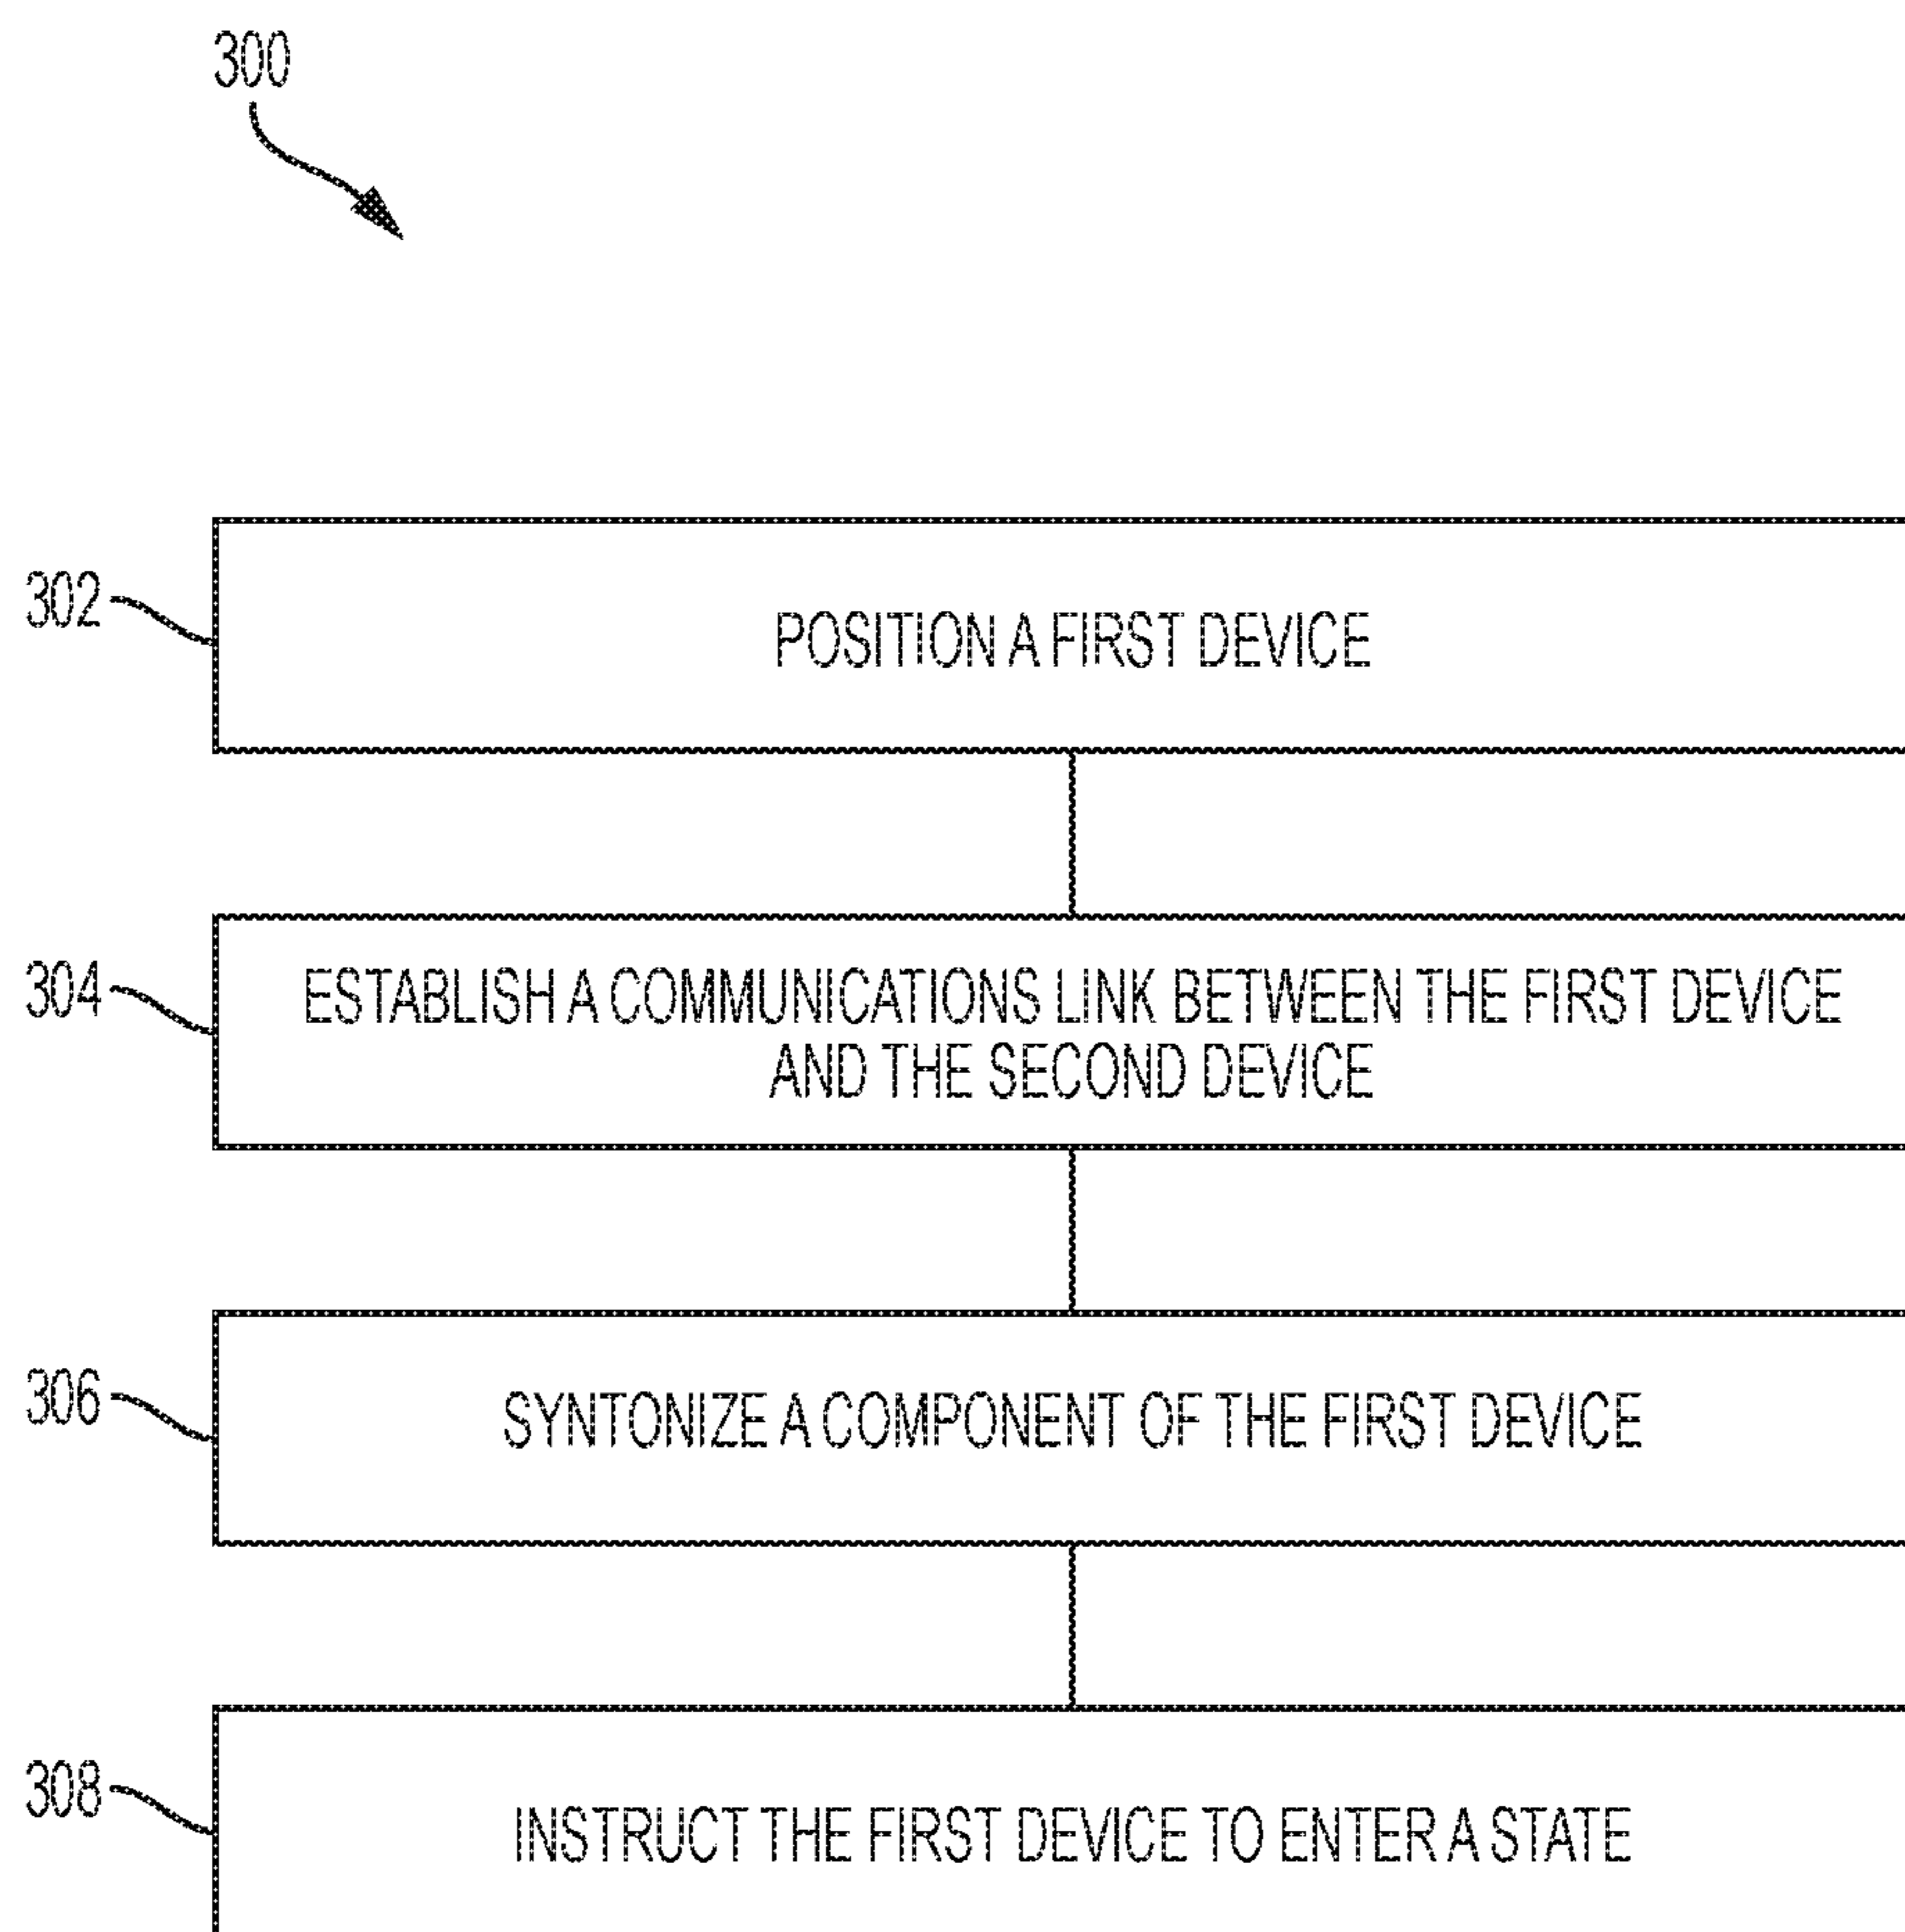 300
302
POSITION A FIRST DEVICE
304
ESTABLISH A COMMUNICATIONS LINK BETWEEN THE FIRST DEVICE
AND THE SECOND DEVICE
306
SYNTONIZE A COMPONENT OF THE FIRST DEVICE
308
INSTRUCT THE FIRST DEVICE TO ENTER A STATE